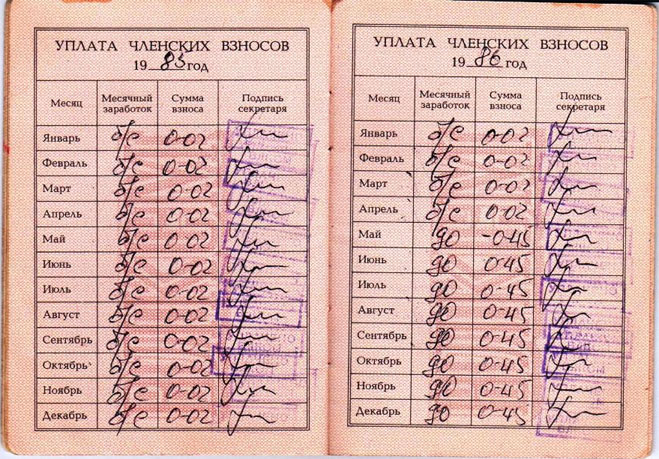 УПЛАТА ЧЛЕНСКИХ ВЗНОСОВ
1985 год
Месяц Месячный заработок Сумма взноса Подпись секретаря
Январь б/с 0-02
Февраль б/с 0-02
Март б/с 0-02
Апрель б/с 0-02
Май б/с 0-02
Июнь б/с 0-02
Июль б/с 0-02
Август б/с 0-02
Сентябрь б/с 0-02
Октябрь б/с 0-02
Ноябрь б/с 0-02
Декабрь б/с 0-02
УПЛАТА ЧЛЕНСКИХ ВЗНОСОВ
1986 год
Месяц Месячный заработок Сумма взноса Подпись секретаря
Январь б/с 0-02
Февраль б/с 0-02
Март б/с 0-02
Апрель б/с 0-02
Май 90 -0-45
Июнь 90 0-45
Июль 90 0-45
Август 90 0-45
Сентябрь 90 0-45
Октябрь 90 0-45
Ноябрь 90 0-45
Декабрь 90 0-45